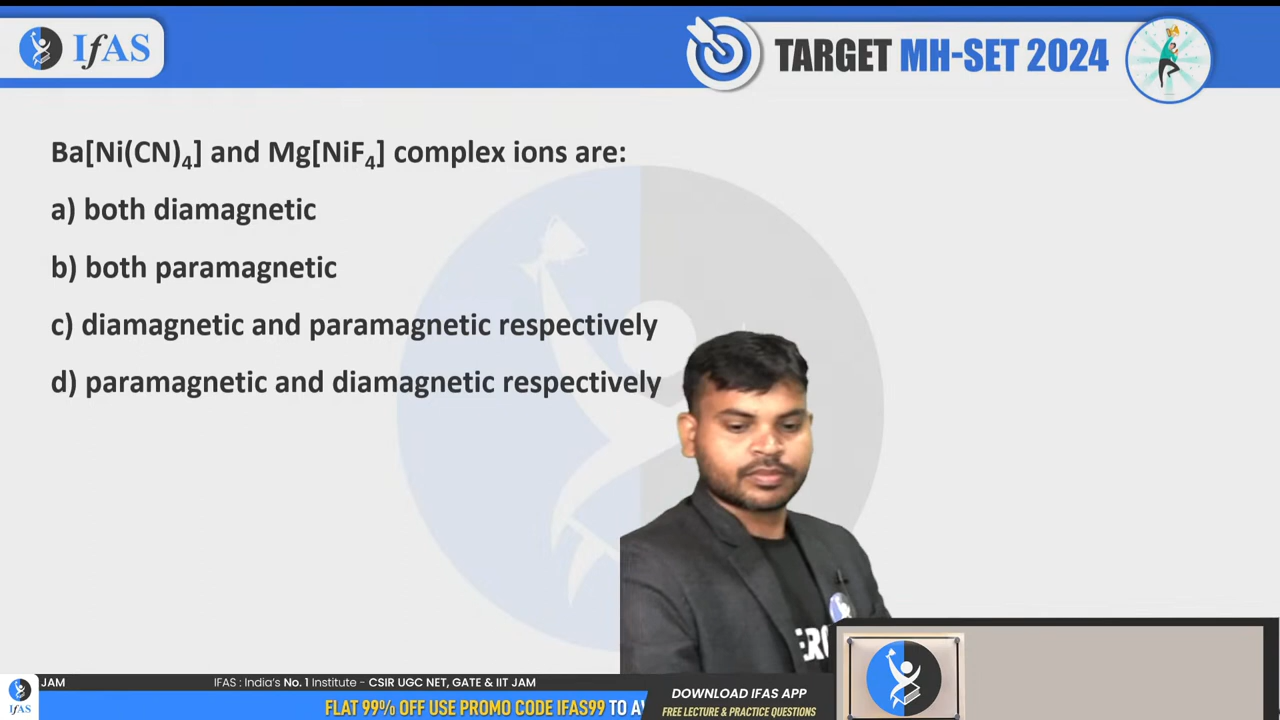 IfAS
TARGET MH-SET 2024
Ba[Ni(CN)₄] and Mg[NiF₄] complex ions are:
a) both diamagnetic
b) both paramagnetic
c) diamagnetic and paramagnetic respectively
d) paramagnetic and diamagnetic respectively
JAM
IFAS : India's No. 1 Institute - CSIR UGC NET, GATE & IIT JAM
IfAS
FLAT 99% OFF USE PROMO CODE IFAS99 TO
DOWNLOAD IFAS APP
FREE LECTURE & PRACTICE QUESTIONS